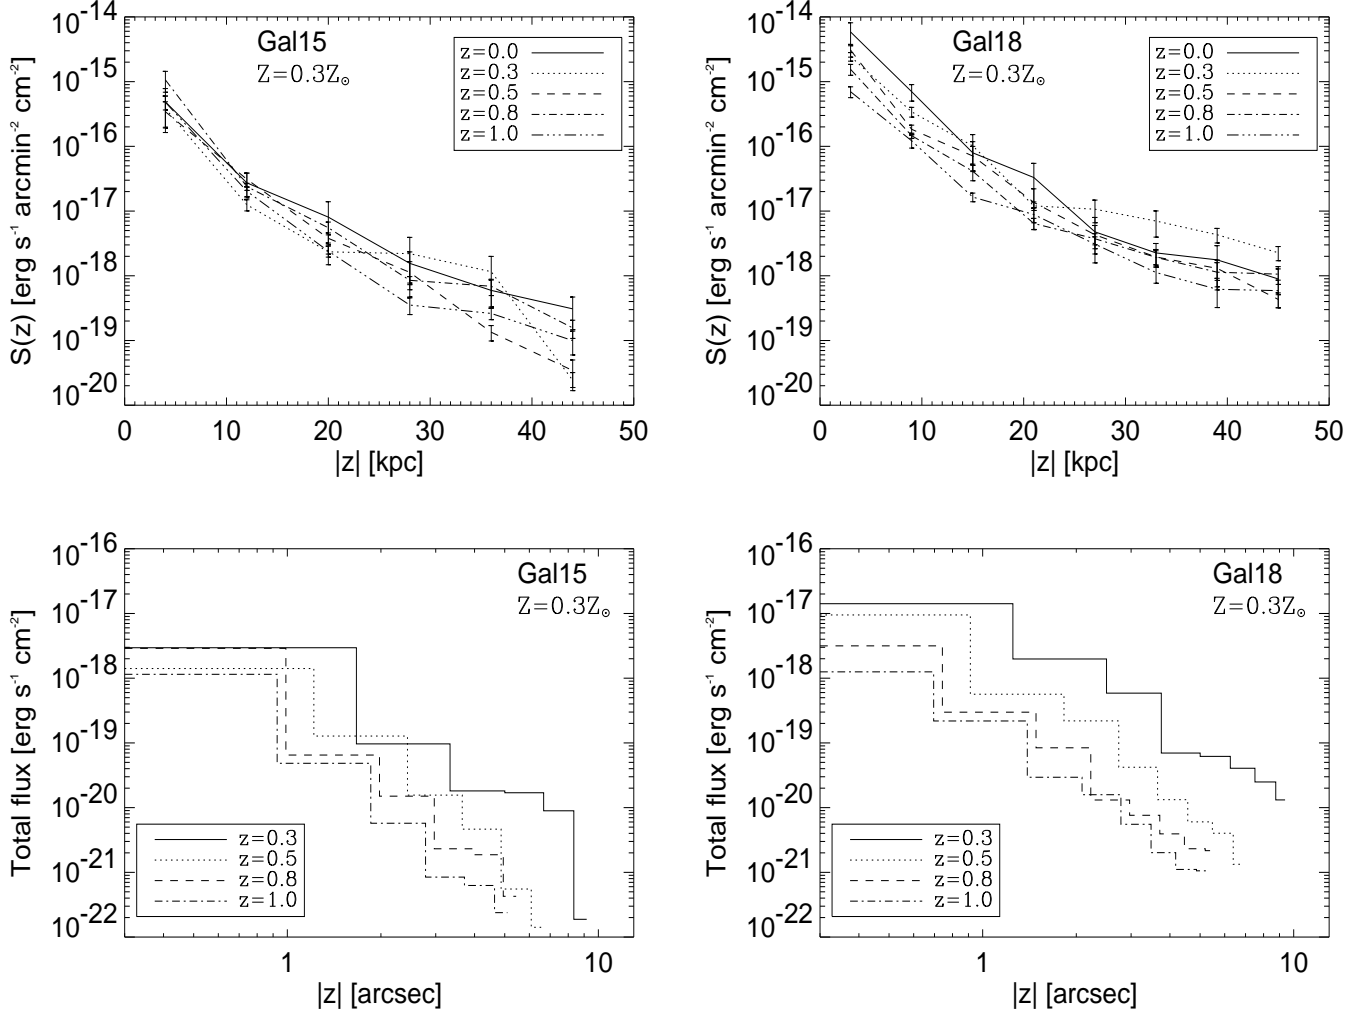 10⁻¹⁴
10⁻¹⁵
10⁻¹⁶
10⁻¹⁷
10⁻¹⁸
10⁻¹⁹
10⁻²⁰
S(z) [erg s⁻¹ arcmin⁻² cm⁻²]
Gal15
Z=0.3Z☉
z=0.0
z=0.3
z=0.5
z=0.8
z=1.0
0 10 20 30 40 50
|z| [kpc]
10⁻¹⁴
10⁻¹⁵
10⁻¹⁶
10⁻¹⁷
10⁻¹⁸
10⁻¹⁹
10⁻²⁰
S(z) [erg s⁻¹ arcmin⁻² cm⁻²]
Gal18
Z=0.3Z☉
z=0.0
z=0.3
z=0.5
z=0.8
z=1.0
0 10 20 30 40 50
|z| [kpc]
10⁻¹⁶
10⁻¹⁷
10⁻¹⁸
10⁻¹⁹
10⁻²⁰
10⁻²¹
10⁻²²
Total flux [erg s⁻¹ cm⁻²]
Gal15
Z=0.3Z☉
z=0.3
z=0.5
z=0.8
z=1.0
1 10
|z| [arcsec]
10⁻¹⁶
10⁻¹⁷
10⁻¹⁸
10⁻¹⁹
10⁻²⁰
10⁻²¹
10⁻²²
Total flux [erg s⁻¹ cm⁻²]
Gal18
Z=0.3Z☉
z=0.3
z=0.5
z=0.8
z=1.0
1 10
|z| [arcsec]